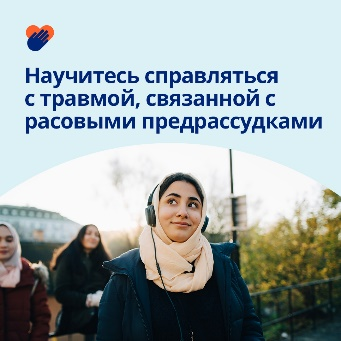 Научитесь справляться
с травмой, связанной с
расовыми предрассудками